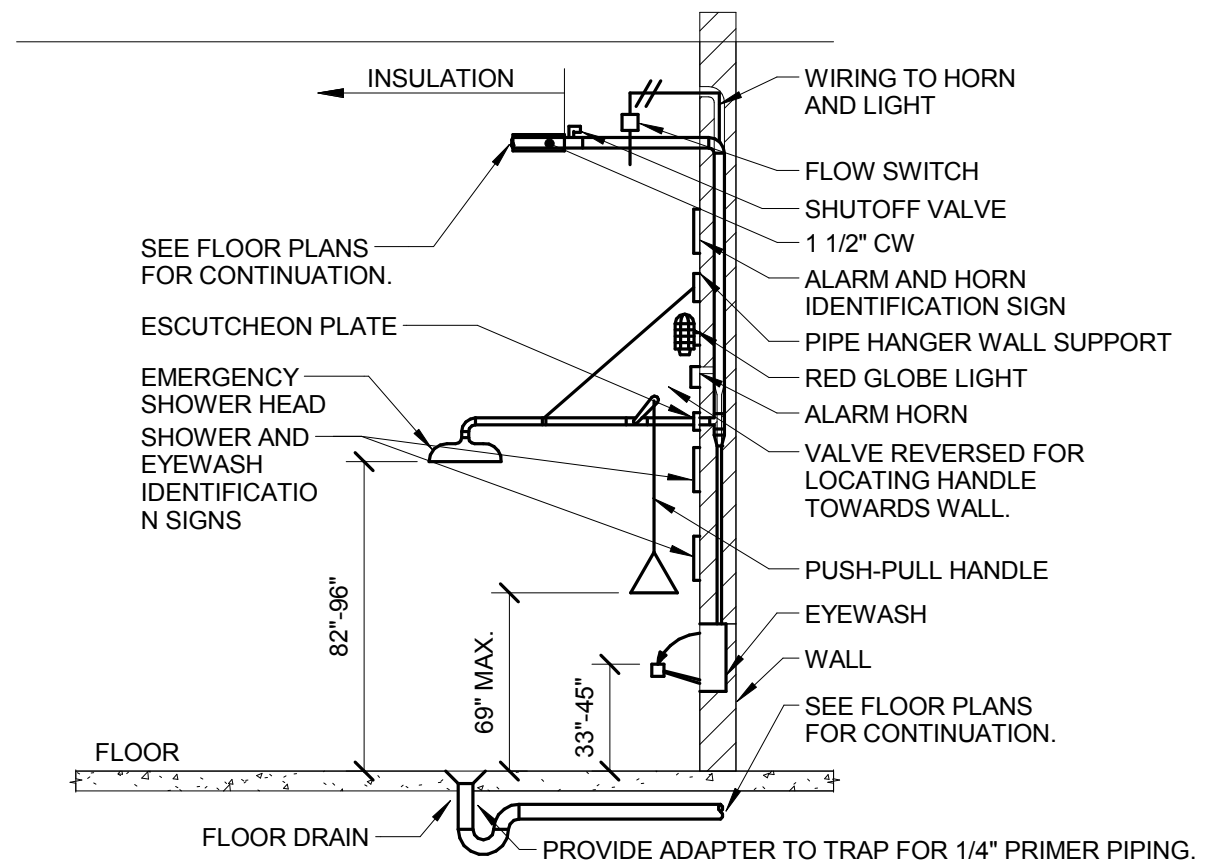 INSULATION
WIRING TO HORN
AND LIGHT
FLOW SWITCH
SHUTOFF VALVE
1 1/2" CW
ALARM AND HORN
IDENTIFICATION SIGN
PIPE HANGER WALL SUPPORT
RED GLOBE LIGHT
ALARM HORN
VALVE REVERSED FOR
LOCATING HANDLE
TOWARDS WALL.
PUSH-PULL HANDLE
EYEWASH
WALL
SEE FLOOR PLANS
FOR CONTINUATION.
SEE FLOOR PLANS
FOR CONTINUATION.
ESCUTCHEON PLATE
EMERGENCY
SHOWER HEAD
SHOWER AND
EYEWASH
IDENTIFICATIO
N SIGNS
82"-96"
69" MAX.
33"-45"
FLOOR
FLOOR DRAIN
PROVIDE ADAPTER TO TRAP FOR 1/4" PRIMER PIPING.